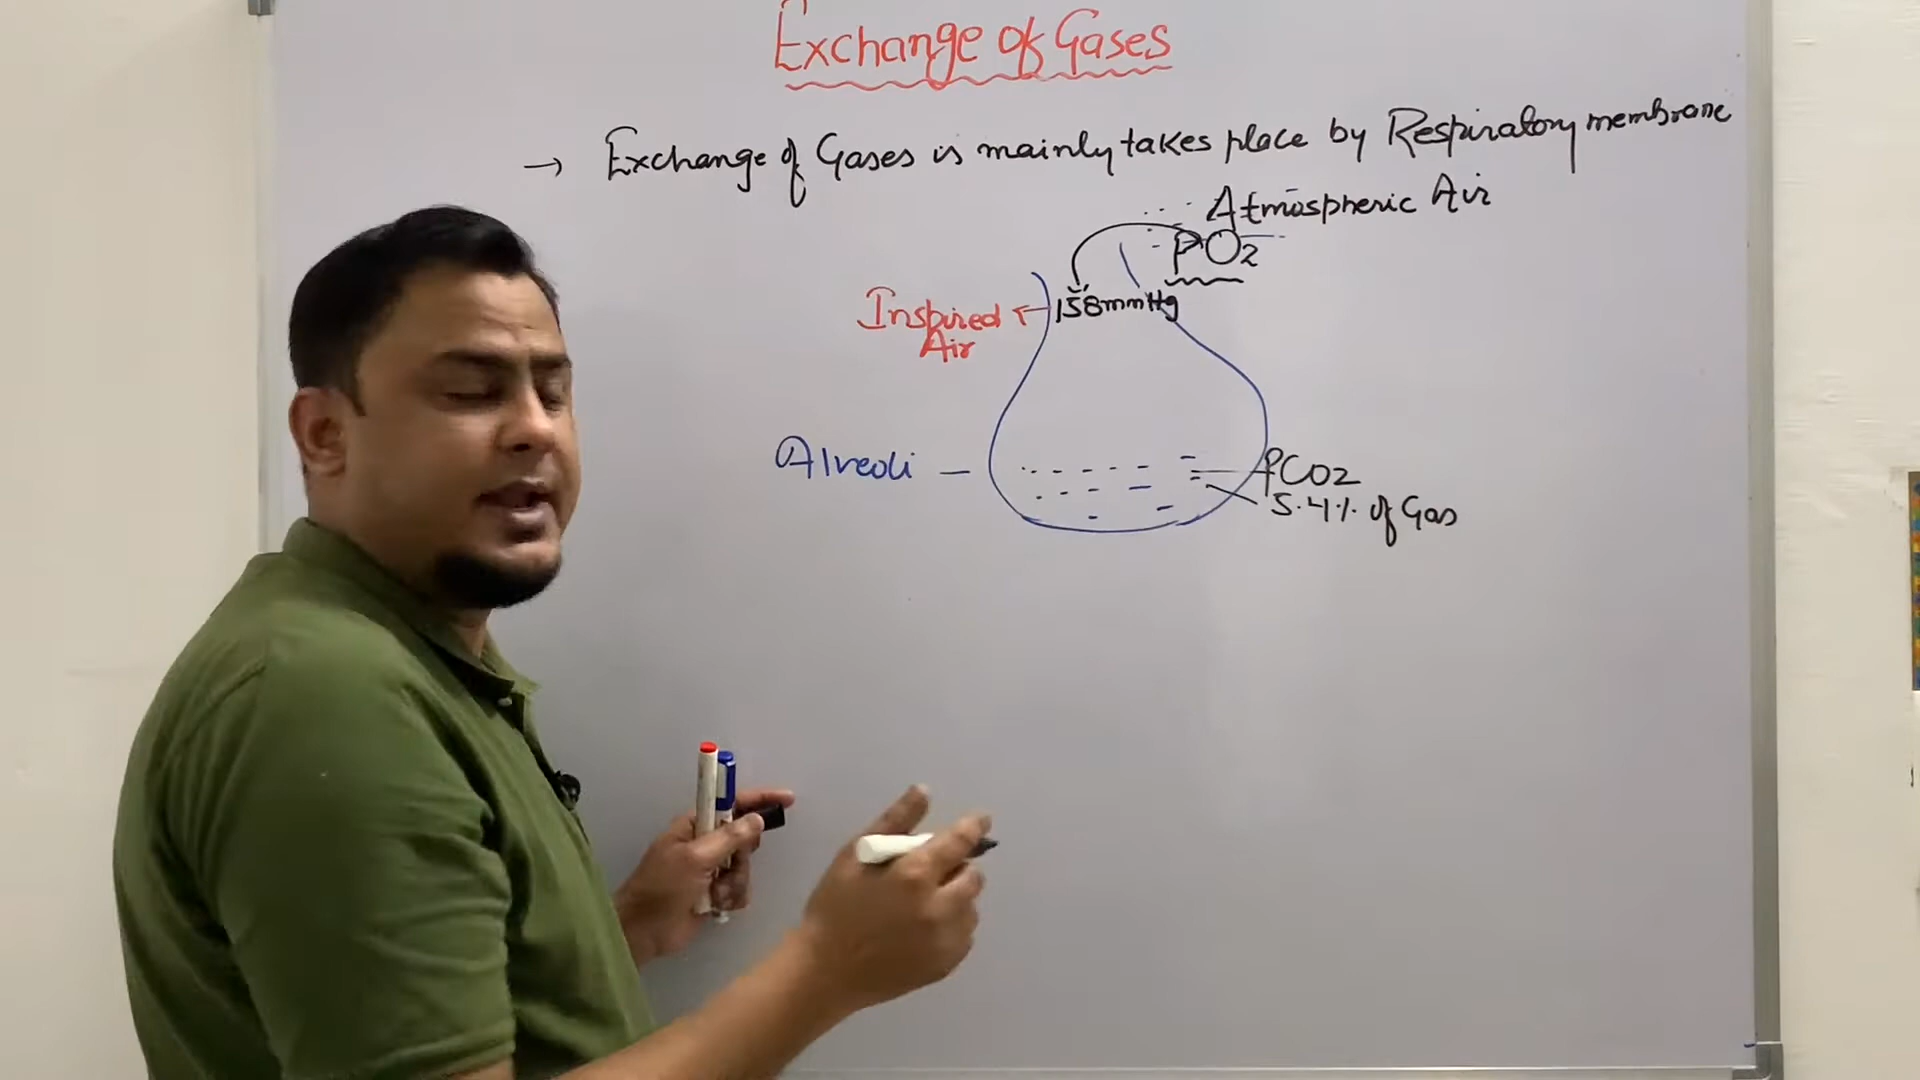 Exchange of Gases
→ Exchange of Gases is mainly takes place by Respiratory membrane
Atmospheric Air
PO2
Inspired Air
158mmHg
Alveoli
PCO2
5.4% of Gas